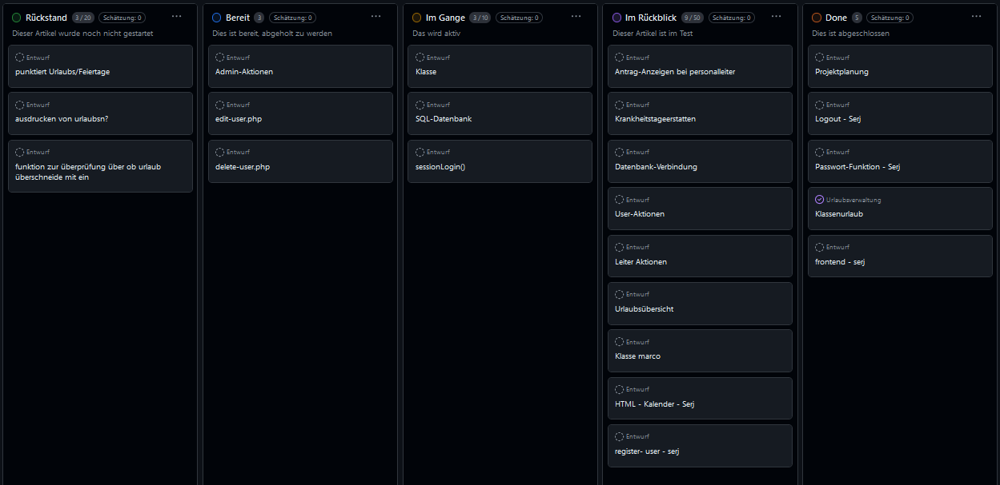 Rückstand 3 / 20 Schätzung: 0 ...
Dieser Artikel wurde noch nicht gestartet
Entwurf
punktiert Urlaubs/Feiertage
Entwurf
ausdrucken von urlaubsn?
Entwurf
funktion zur überprüfung über ob urlaub
überschneide mit ein
Bereit 3 Schätzung: 0 ...
Dies ist bereit, abgeholt zu werden
Entwurf
Admin-Aktionen
Entwurf
edit-user.php
Entwurf
delete-user.php
Im Gange 3 / 10 Schätzung: 0 ...
Das wird aktiv
Entwurf
Klasse
Entwurf
SQL-Datenbank
Entwurf
sessionLogin()
Im Rückblick 9 / 50 Schätzung: 0 ...
Dieser Artikel ist im Test
Entwurf
Antrag-Anzeigen bei personalleiter
Entwurf
Krankheitstageerstatten
Entwurf
Datenbank-Verbindung
Entwurf
User-Aktionen
Entwurf
Leiter Aktionen
Entwurf
Urlaubsübersicht
Entwurf
Klasse marco
Entwurf
HTML - Kalender - Serj
Entwurf
register- user - serj
Done 5 Schätzung: 0 ...
Dies ist abgeschlossen
Entwurf
Projektplanung
Entwurf
Logout - Serj
Entwurf
Passwort-Funktion - Serj
Urlaubsverwaltung
Klassenurlaub
Entwurf
frontend - serj